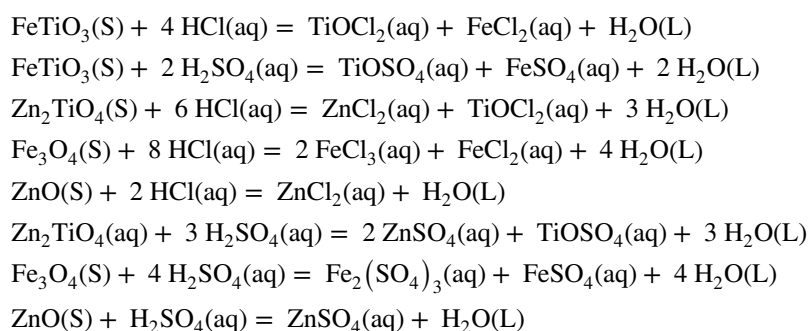 FeTiO₃(S) + 4 HCl(aq) = TiOCl₂(aq) + FeCl₂(aq) + H₂O(L)
FeTiO₃(S) + 2 H₂SO₄(aq) = TiOSO₄(aq) + FeSO₄(aq) + 2 H₂O(L)
Zn₂TiO₄(S) + 6 HCl(aq) = ZnCl₂(aq) + TiOCl₂(aq) + 3 H₂O(L)
Fe₃O₄(S) + 8 HCl(aq) = 2 FeCl₃(aq) + FeCl₂(aq) + 4 H₂O(L)
ZnO(S) + 2 HCl(aq) = ZnCl₂(aq) + H₂O(L)
Zn₂TiO₄(aq) + 3 H₂SO₄(aq) = 2 ZnSO₄(aq) + TiOSO₄(aq) + 3 H₂O(L)
Fe₃O₄(S) + 4 H₂SO₄(aq) = Fe₂(SO₄)₃(aq) + FeSO₄(aq) + 4 H₂O(L)
ZnO(S) + H₂SO₄(aq) = ZnSO₄(aq) + H₂O(L)